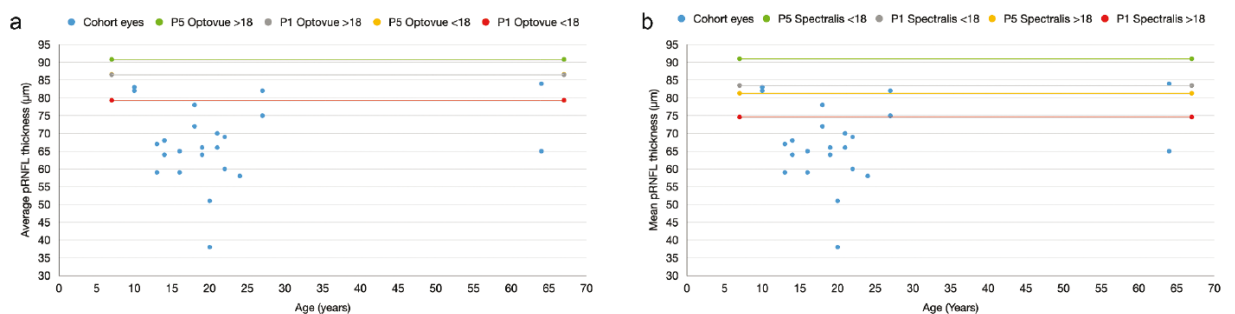 a
Cohort eyes P5 Optovue >18 P1 Optovue >18 P5 Optovue <18 P1 Optovue <18
Average pRNFL thickness (µm)
95
90
85
80
75
70
65
60
55
50
45
40
35
30
0 5 10 15 20 25 30 35 40 45 50 55 60 65 70
Age (years)
b
Cohort eyes P5 Spectralis <18 P1 Spectralis <18 P5 Spectralis >18 P1 Spectralis >18
Mean pRNFL thickness (µm)
95
90
85
80
75
70
65
60
55
50
45
40
35
30
0 5 10 15 20 25 30 35 40 45 50 55 60 65 70
Age (Years)